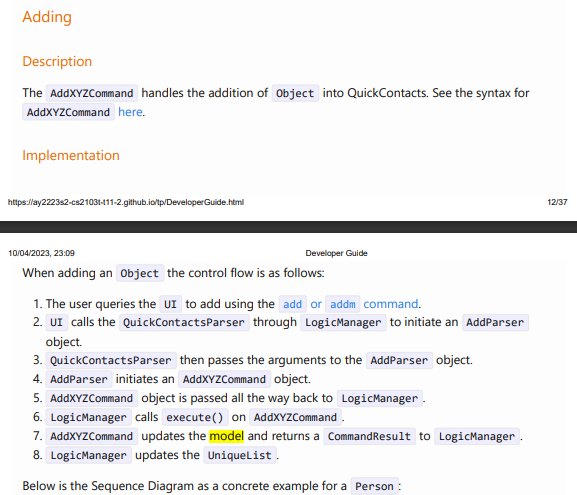 Adding
Description
The AddXYZCommand handles the addition of Object into QuickContacts. See the syntax for
AddXYZCommand here.
Implementation
https://ay2223s2-cs2103t-t11-2.github.io/tp/DeveloperGuide.html 12/37
10/04/2023, 23:09 Developer Guide
When adding an Object the control flow is as follows:
1. The user queries the UI to add using the add or addm command.
2. UI calls the QuickContactsParser through LogicManager to initiate an AddParser
object.
3. QuickContactsParser then passes the arguments to the AddParser object.
4. AddParser initiates an AddXYZCommand object.
5. AddXYZCommand object is passed all the way back to LogicManager.
6. LogicManager calls execute() on AddXYZCommand.
7. AddXYZCommand updates the model and returns a CommandResult to LogicManager.
8. LogicManager updates the UniqueList.
Below is the Sequence Diagram as a concrete example for a Person: